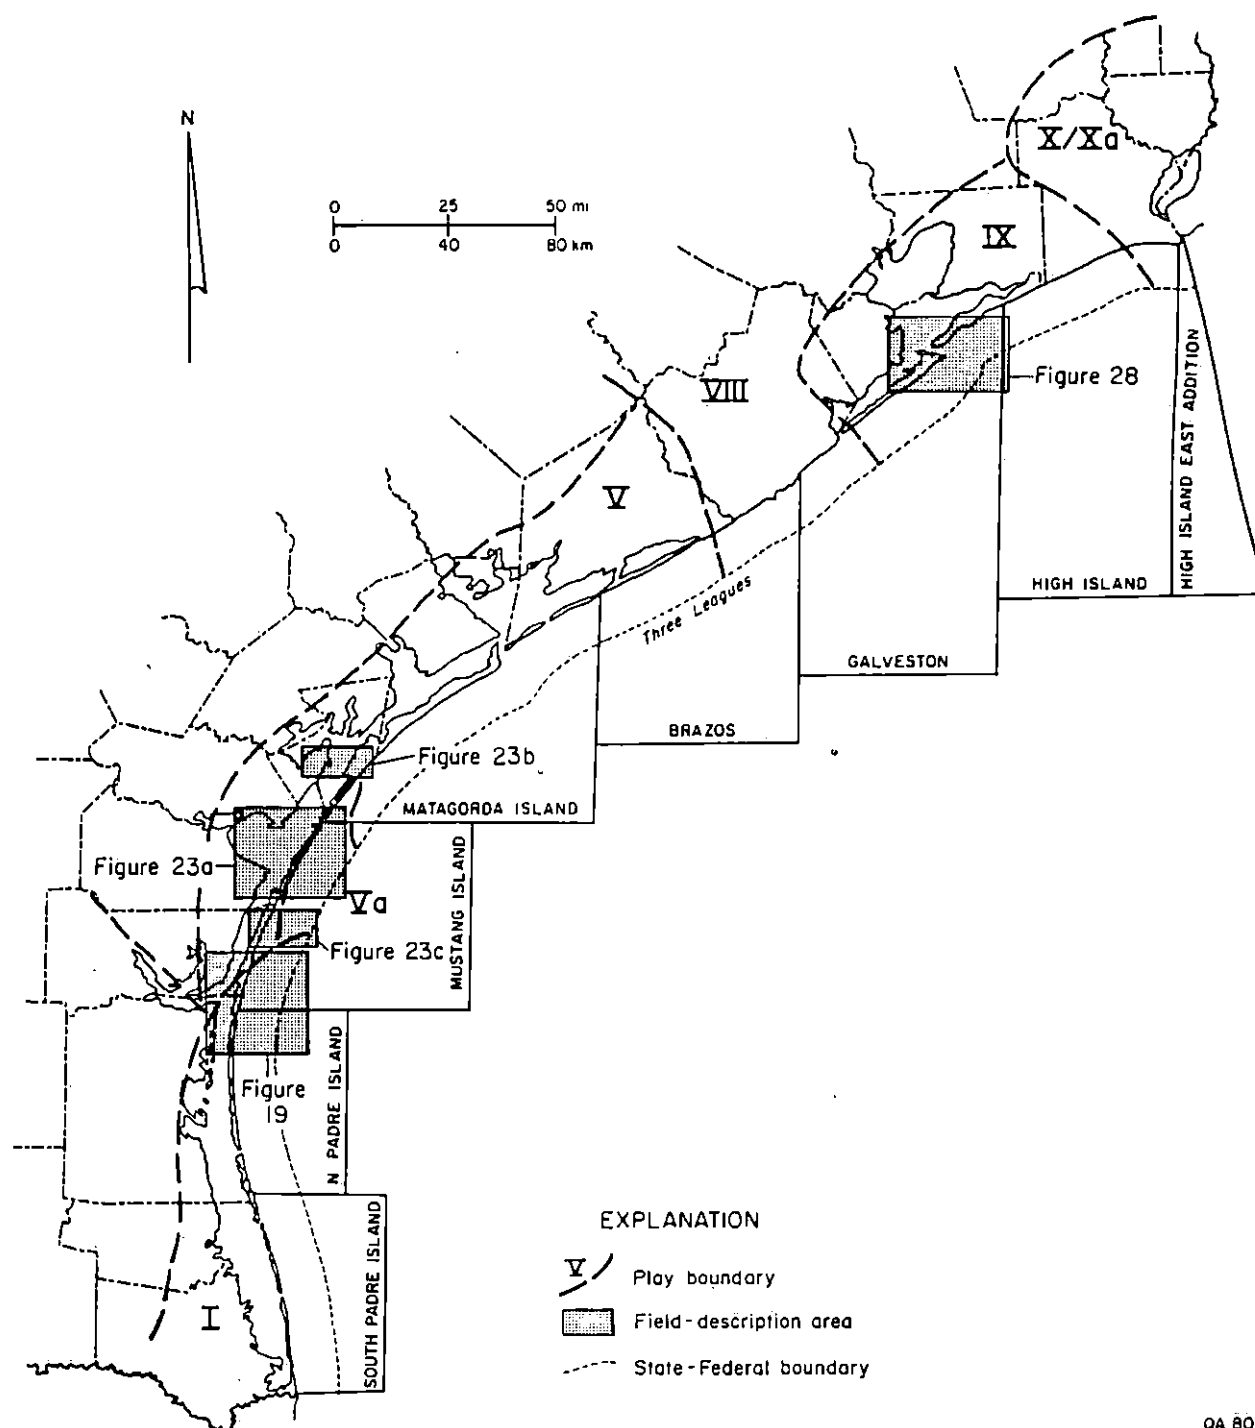 N
0 25 50 mi
0 40 80 km
X/Xa
IX
VIII
V
Figure 28
HIGH ISLAND EAST ADDITION
HIGH ISLAND
Three Leagues
GALVESTON
BRAZOS
Figure 23b
MATAGORDA ISLAND
Figure 23a
Va
MUSTANG ISLAND
Figure 23c
Figure
19
N PADRE ISLAND
SOUTH PADRE ISLAND
I
EXPLANATION
V Play boundary
Field-description area
State-Federal boundary